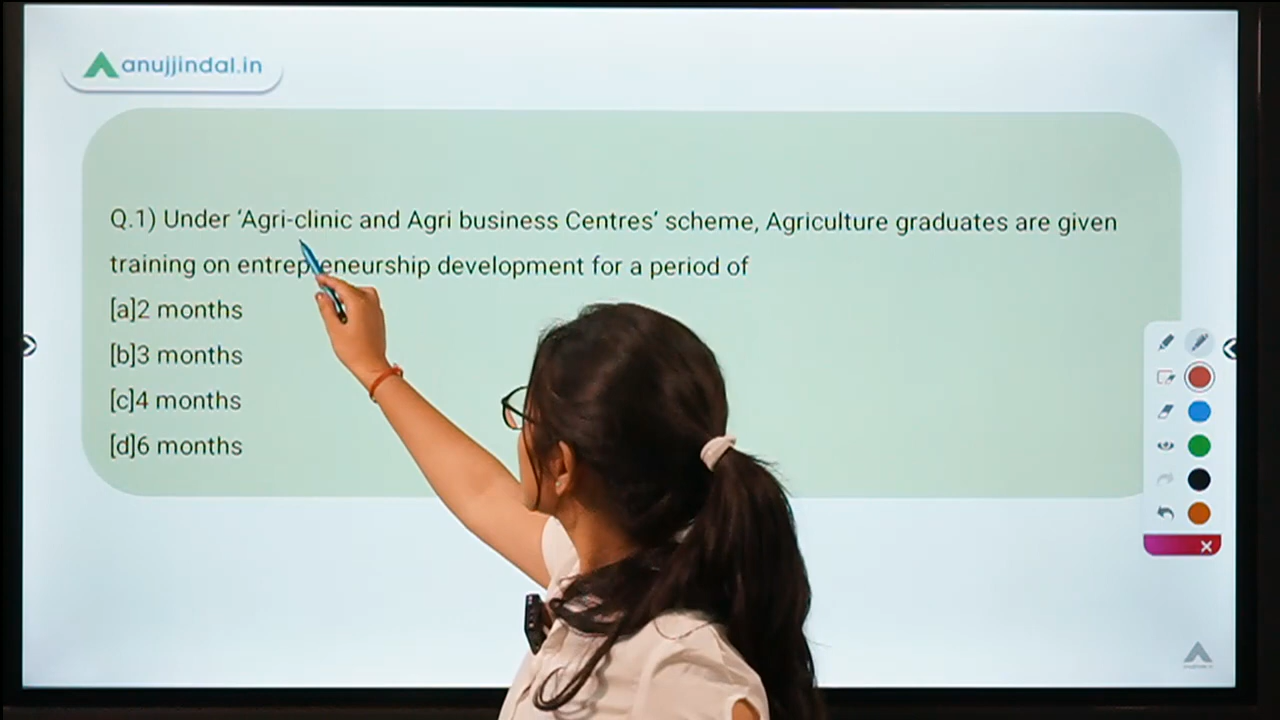 anujjindal.in
Q.1) Under ‘Agri-clinic and Agri business Centres’ scheme, Agriculture graduates are given
training on entrepreneurship development for a period of
[a]2 months
[b]3 months
[c]4 months
[d]6 months